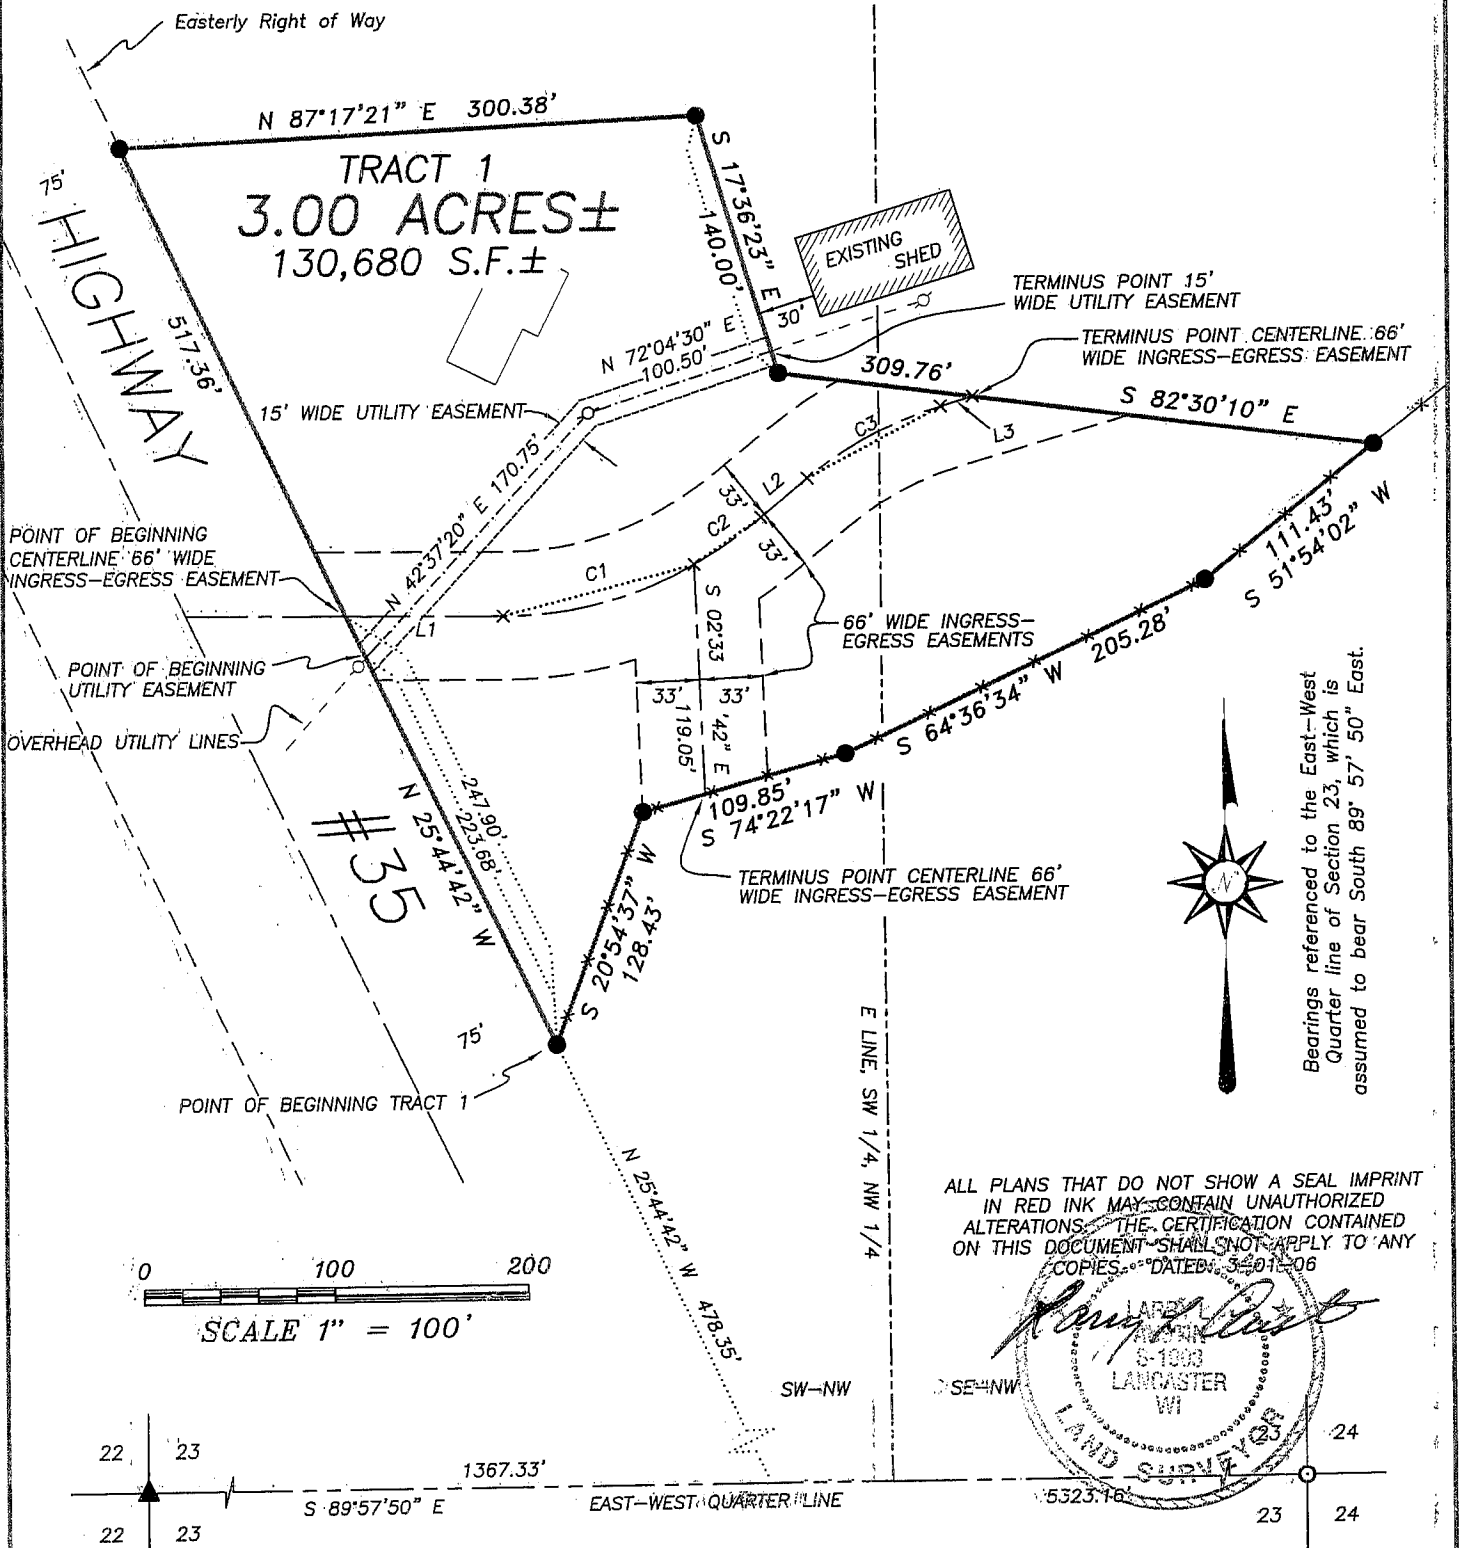 Easterly Right of Way
N 87°17'21" E 300.38'
TRACT 1
3.00 ACRES±
130,680 S.F.±
75'
HIGHWAY
517.36'
S 17°36'23" E
140.00'
EXISTING
SHED
30'
TERMINUS POINT 15'
WIDE UTILITY EASEMENT
TERMINUS POINT CENTERLINE 66'
WIDE INGRESS-EGRESS EASEMENT
N 72°04'30" E
100.50'
309.76'
S 82°30'10" E
15' WIDE UTILITY EASEMENT
N 42°37'20" E 170.75'
C3
L3
L2
33'
C2
33'
C1
L1
POINT OF BEGINNING
CENTERLINE 66' WIDE
INGRESS-EGRESS EASEMENT
111.43'
S 51°54'02" W
S 02°33
'42" E
119.05'
33'
33'
66' WIDE INGRESS-
EGRESS EASEMENTS
205.28'
S 64°36'34" W
POINT OF BEGINNING
UTILITY EASEMENT
OVERHEAD UTILITY LINES
247.90'
223.68'
N 25°44'42" W
#35
109.85'
S 74°22'17" W
TERMINUS POINT CENTERLINE 66'
WIDE INGRESS-EGRESS EASEMENT
S 20°54'37" W
128.43'
N
Bearings referenced to the East-West
Quarter line of Section 23, which is
assumed to bear South 89° 57' 50" East.
75'
POINT OF BEGINNING TRACT 1
E LINE, SW 1/4, NW 1/4
N 25°44'42" W 478.35'
ALL PLANS THAT DO NOT SHOW A SEAL IMPRINT
IN RED INK MAY CONTAIN UNAUTHORIZED
ALTERATIONS. THE CERTIFICATION CONTAINED
ON THIS DOCUMENT SHALL NOT APPLY TO ANY
COPIES. DATED: 3-01-06
LARRY L.
AUSTIN
S-1003
LANCASTER
WI
LAND SURVEYOR
0 100 200
SCALE 1" = 100'
SW-NW
SE-NW
22 23
23 24
1367.33'
S 89°57'50" E
EAST-WEST QUARTER LINE
5323.16'
22 23
23 24